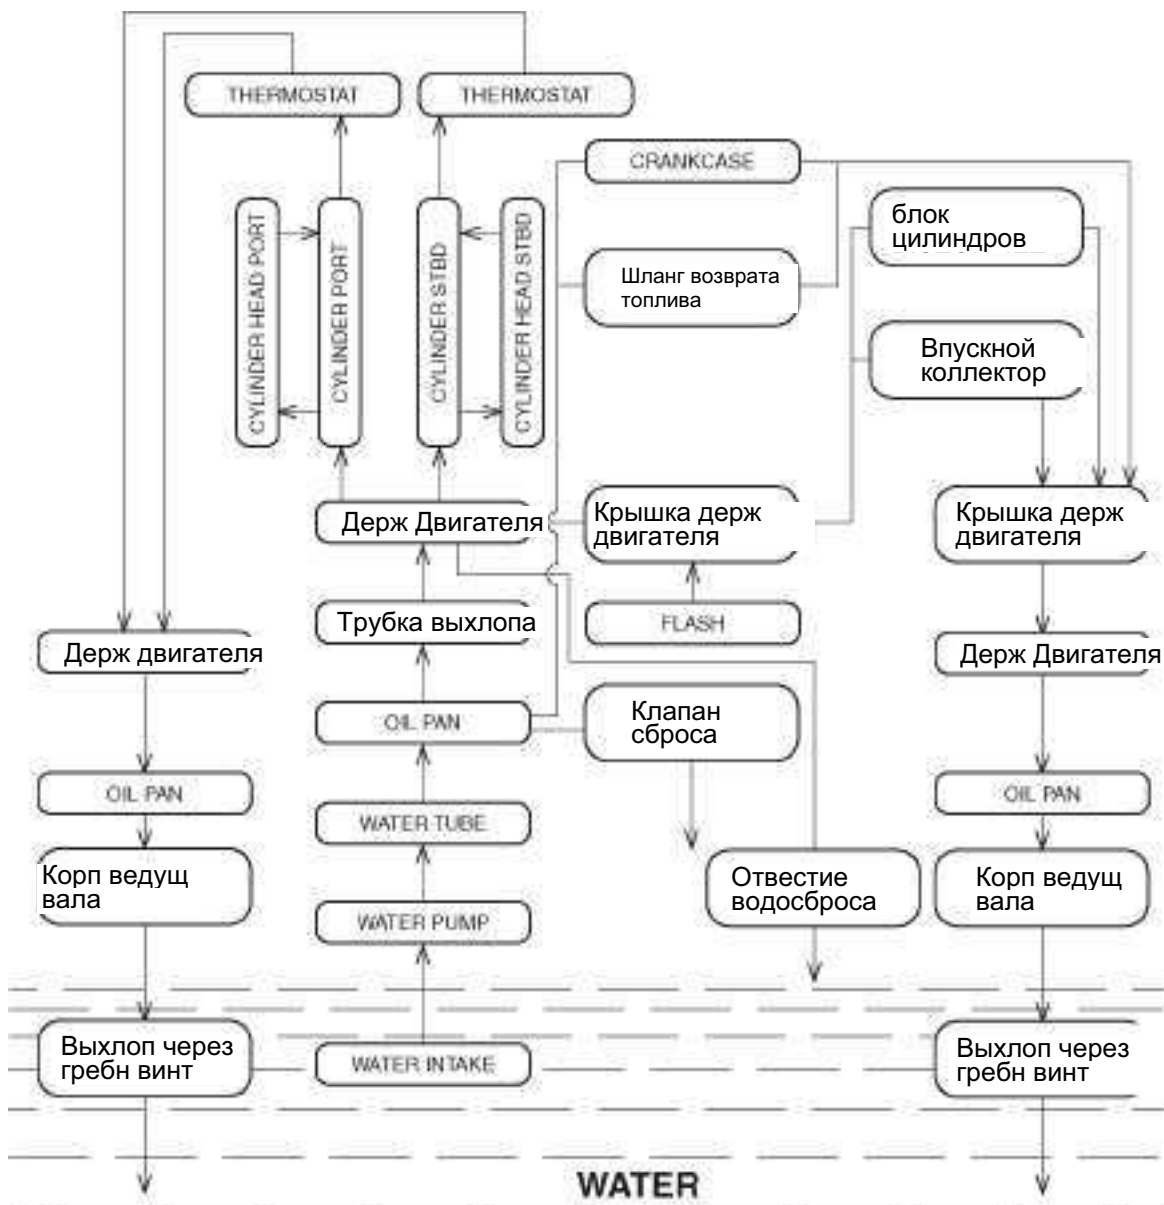 THERMOSTAT
THERMOSTAT
CRANKCASE
CYLINDER HEAD PORT
CYLINDER PORT
CYLINDER STBD
CYLINDER HEAD STBD
блок
цилиндров
Шланг возврата
топлива
Впускной
коллектор
Держ Двигателя
Крышка держ
двигателя
Крышка держ
двигателя
Трубка выхлопа
FLASH
Держ двигателя
Держ Двигателя
OIL PAN
Клапан
сброса
OIL PAN
WATER TUBE
OIL PAN
Корп ведущ
вала
WATER PUMP
Отвестие
водосброса
Корп ведущ
вала
Выхлоп через
гребн винт
WATER INTAKE
Выхлоп через
гребн винт
WATER